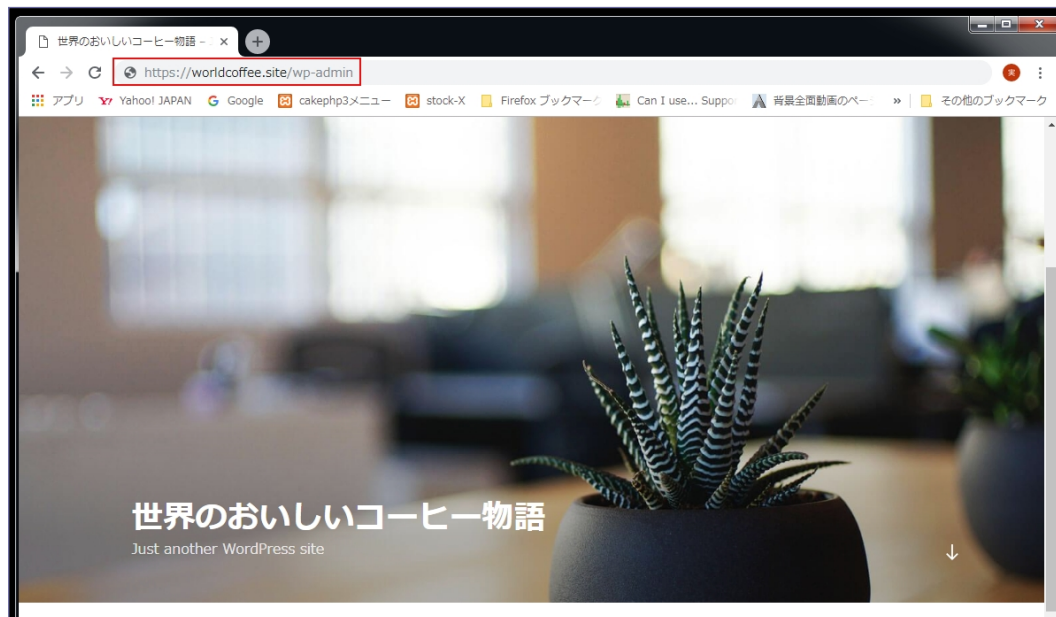 世界のおいしいコーヒー物語 –
https://worldcoffee.site/wp-admin
実
アプリ Yahoo! JAPAN Google cakephp3メニュー stock-X Firefox ブックマーク Can I use... Suppo 背景全面動画のペー » その他のブックマーク
世界のおいしいコーヒー物語
Just another WordPress site